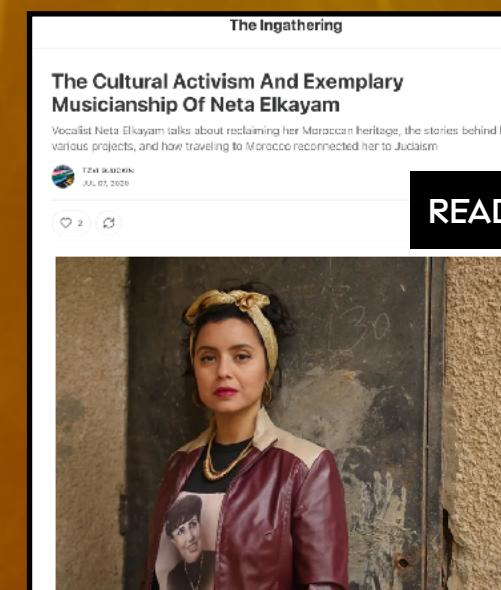 The Ingathering
The Cultural Activism And Exemplary
Musicianship Of Neta Elkayam
Vocalist Neta Elkayam talks about reclaiming her Moroccan heritage, the stories behind
various projects, and how traveling to Morocco reconnected her to Judaism
JUL 07, 2020
READ
2
30